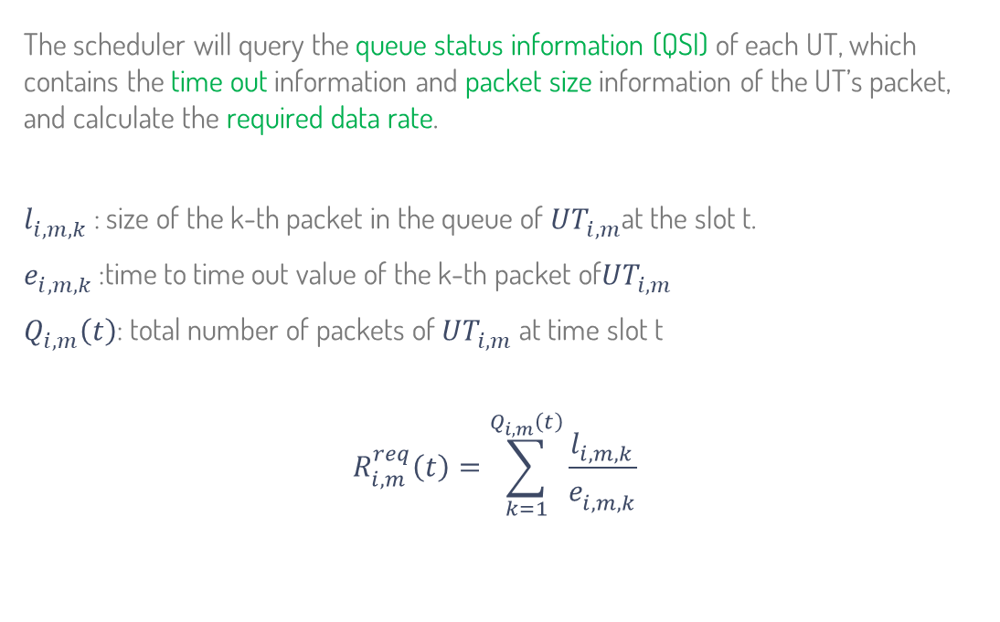 The scheduler will query the queue status information (QSI) of each UT, which
contains the time out information and packet size information of the UT's packet,
and calculate the required data rate.
l_{i,m,k} : size of the k-th packet in the queue of UT_{i,m}at the slot t.
e_{i,m,k} :time to time out value of the k-th packet ofUT_{i,m}
Q_{i,m}(t): total number of packets of UT_{i,m} at time slot t
R_{i,m}^{req}(t) = \sum_{k=1}^{Q_{i,m}(t)} \frac{l_{i,m,k}}{e_{i,m,k}}